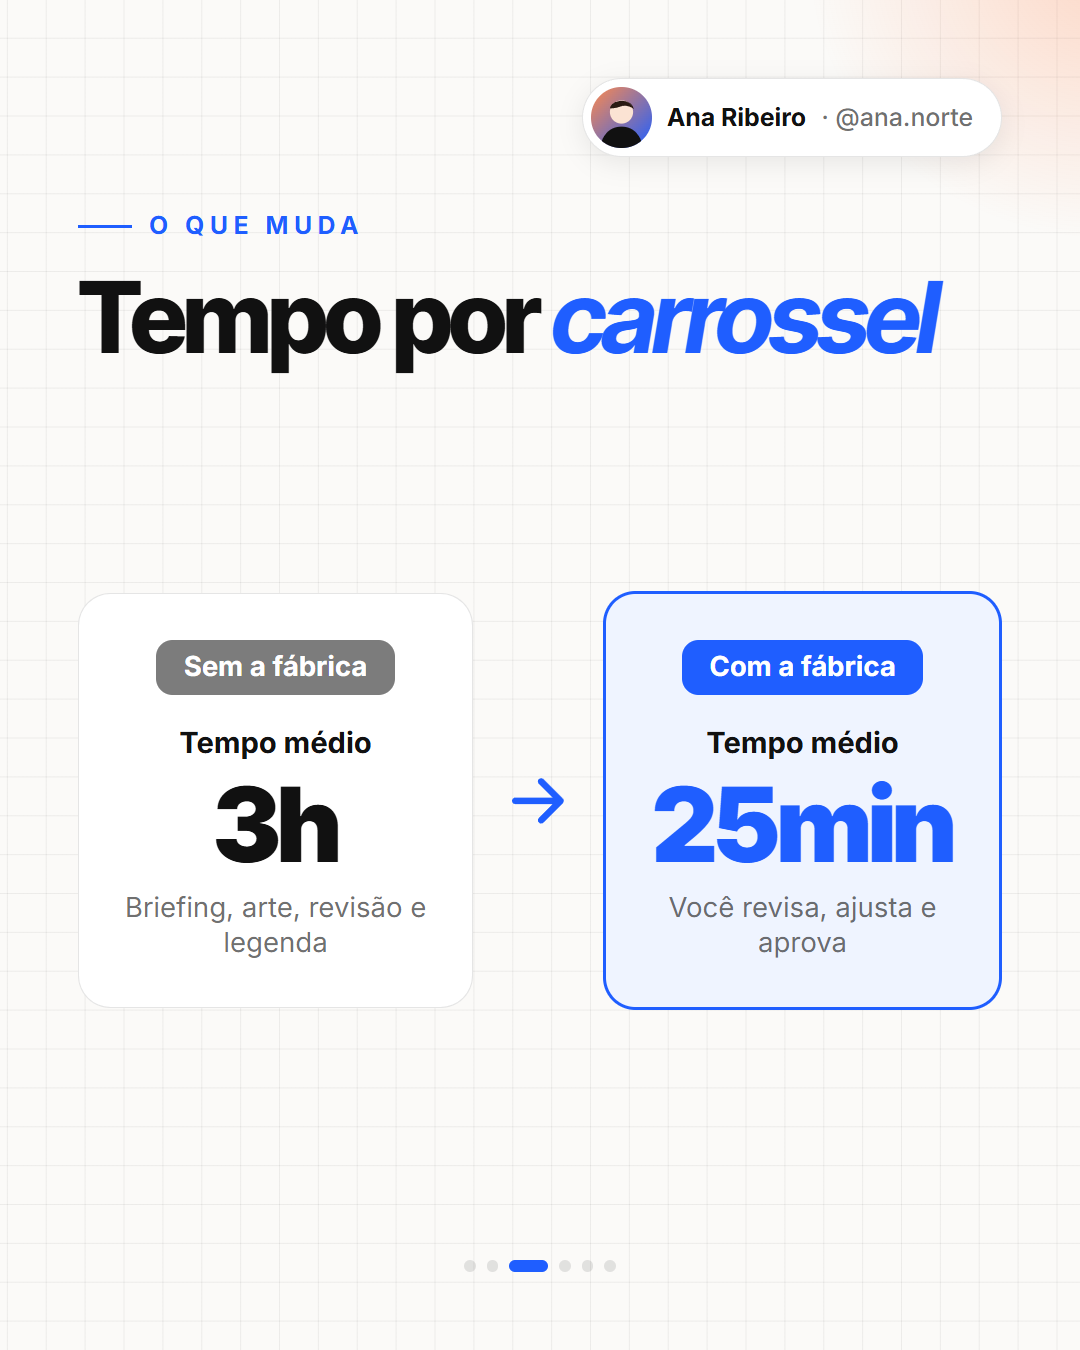 Ana Ribeiro · @ana.norte
O QUE MUDA
Tempo por carrossel
Sem a fábrica
Tempo médio
3h
Briefing, arte, revisão e
legenda
Com a fábrica
Tempo médio
25min
Você revisa, ajusta e
aprova